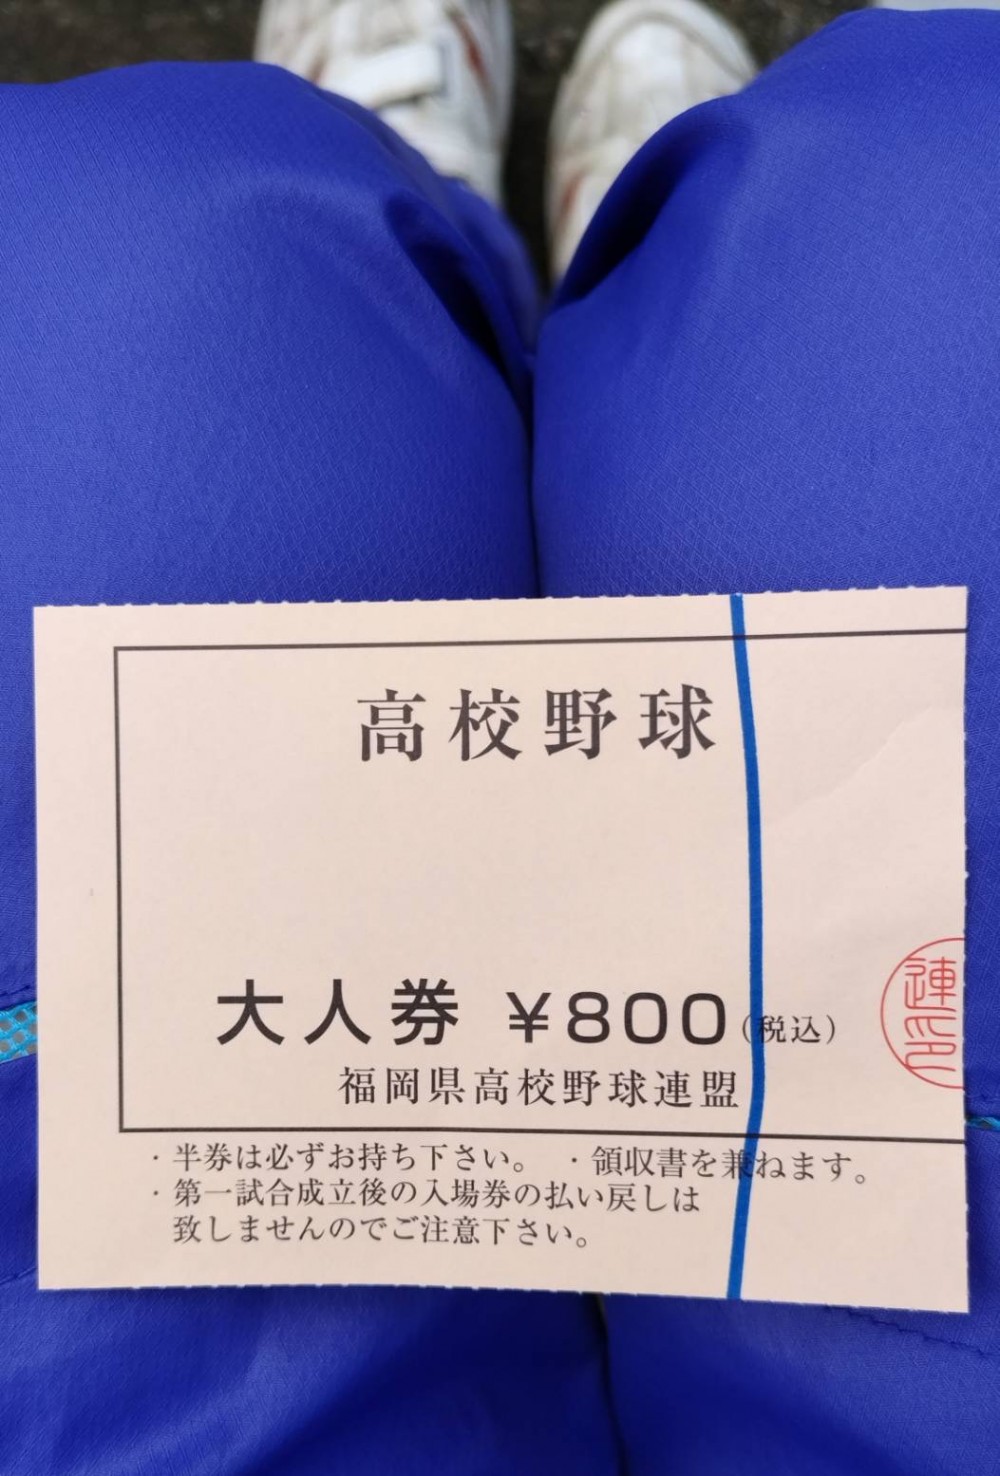 高校野球
大人券 ¥800(税込)
福岡県高校野球連盟
・半券は必ずお持ち下さい。 ・領収書を兼ねます。
・第一試合成立後の入場券の払い戻しは
致しませんのでご注意下さい。
連
印